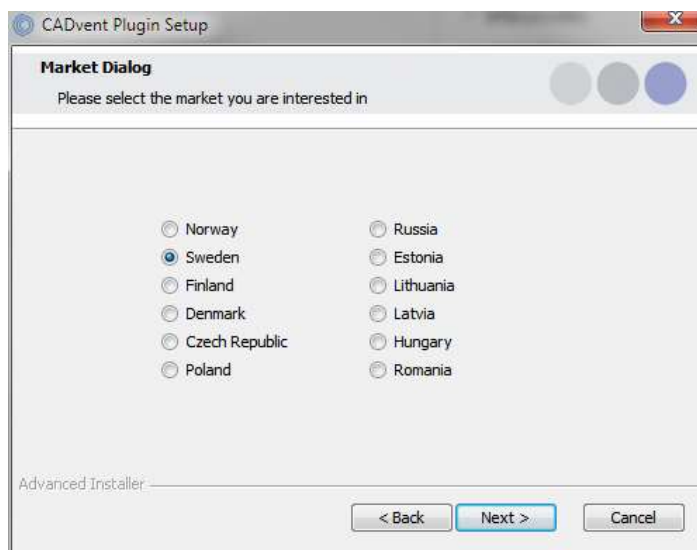 CADvent Plugin Setup
Market Dialog
Please select the market you are interested in
Norway
Sweden
Finland
Denmark
Czech Republic
Poland
Russia
Estonia
Lithuania
Latvia
Hungary
Romania
Advanced Installer
< Back
Next >
Cancel